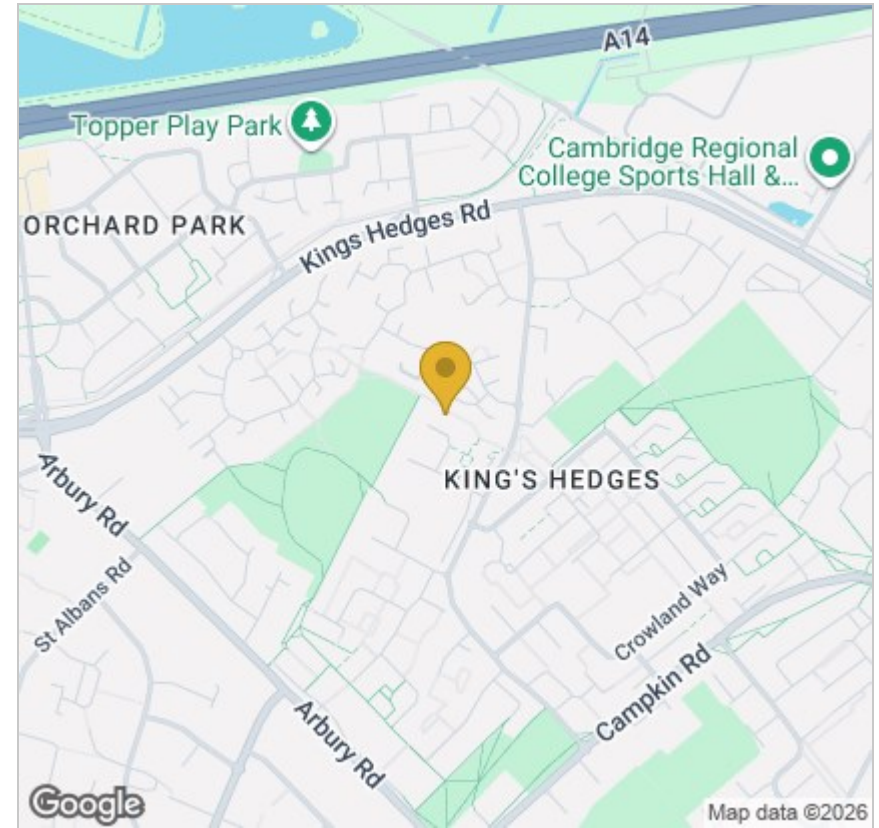 A14
Topper Play Park
Cambridge Regional
College Sports Hall &...
ORCHARD PARK
Kings Hedges Rd
KING'S HEDGES
Arbury Rd
St Albans Rd
Crowland Way
Campkin Rd
Arbury Rd
Google
Map data ©2026